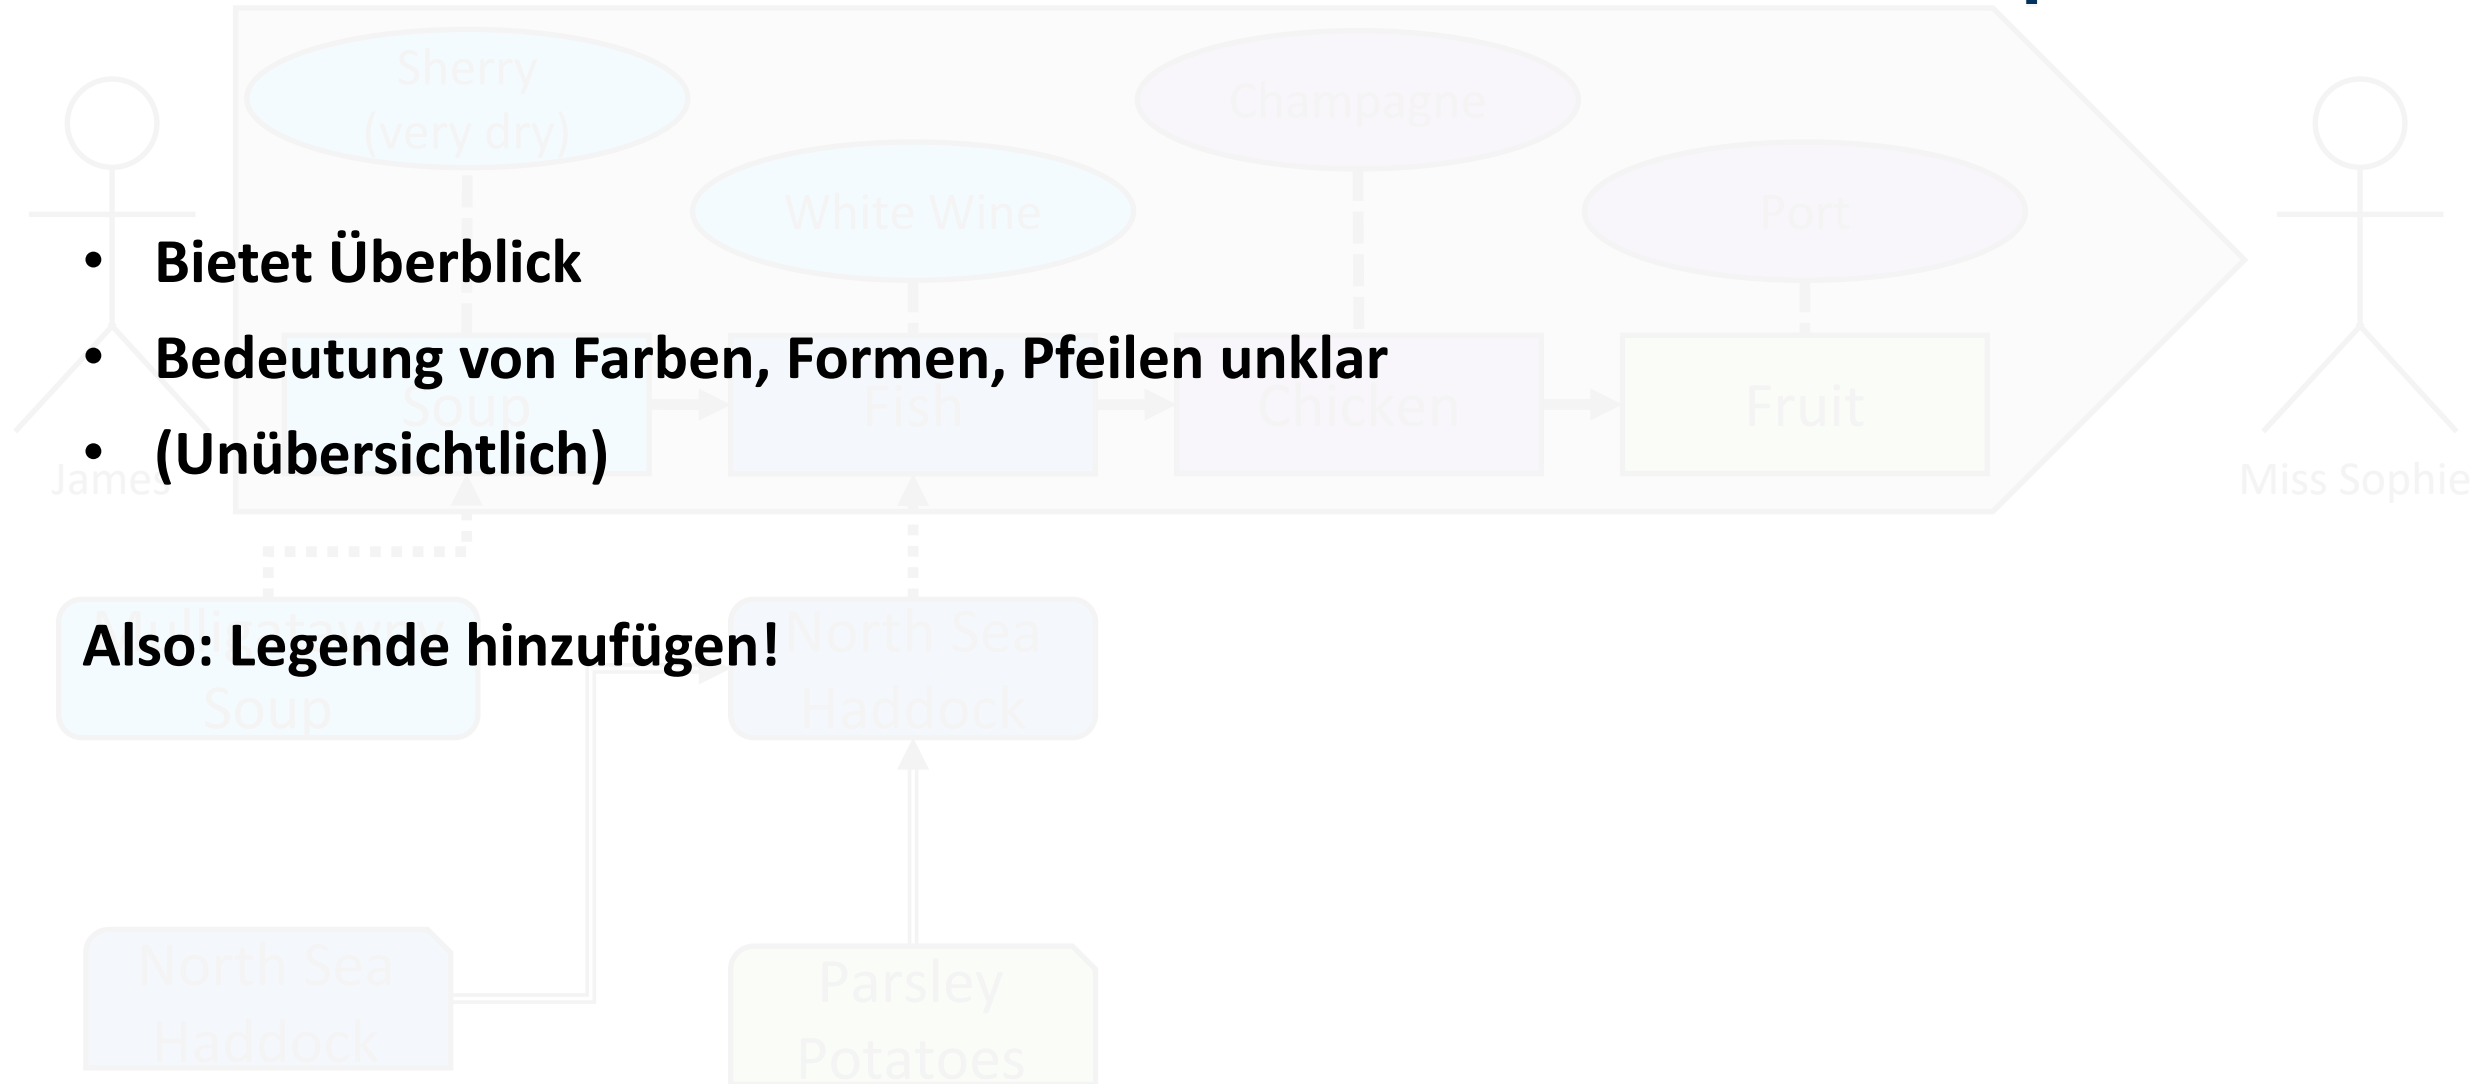 Sherry
(very dry)
Champagne
White Wine
Port
• Bietet Überblick
• Bedeutung von Farben, Formen, Pfeilen unklar
Soup
Fish
Chicken
Fruit
• (Unübersichtlich)
James
Miss Sophie
Mulligatawny
Soup
North Sea
Haddock
Also: Legende hinzufügen!
North Sea
Haddock
Parsley
Potatoes